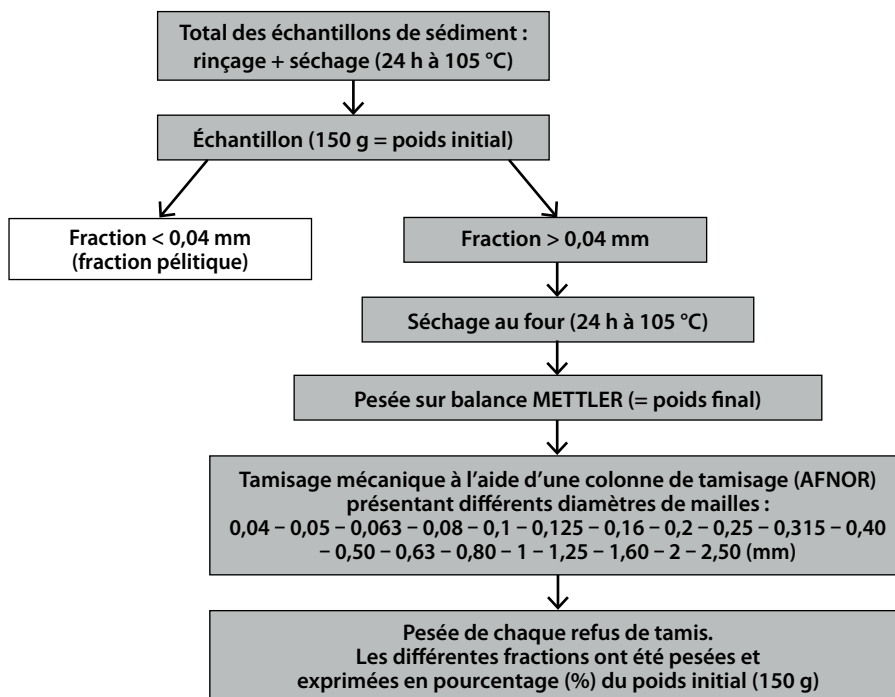 Total des échantillons de sédiment :
rinçage + séchage (24 h à 105 °C)
Échantillon (150 g = poids initial)
Fraction < 0,04 mm
(fraction pélitique)
Fraction > 0,04 mm
Séchage au four (24 h à 105 °C)
Pesée sur balance METTLER (= poids final)
Tamisage mécanique à l’aide d’une colonne de tamisage (AFNOR)
présentant différents diamètres de mailles :
0,04 – 0,05 – 0,063 – 0,08 – 0,1 – 0,125 – 0,16 – 0,2 – 0,25 – 0,315 – 0,40
– 0,50 – 0,63 – 0,80 – 1 – 1,25 – 1,60 – 2 – 2,50 (mm)
Pesée de chaque refus de tamis.
Les différentes fractions ont été pesées et
exprimées en pourcentage (%) du poids initial (150 g)